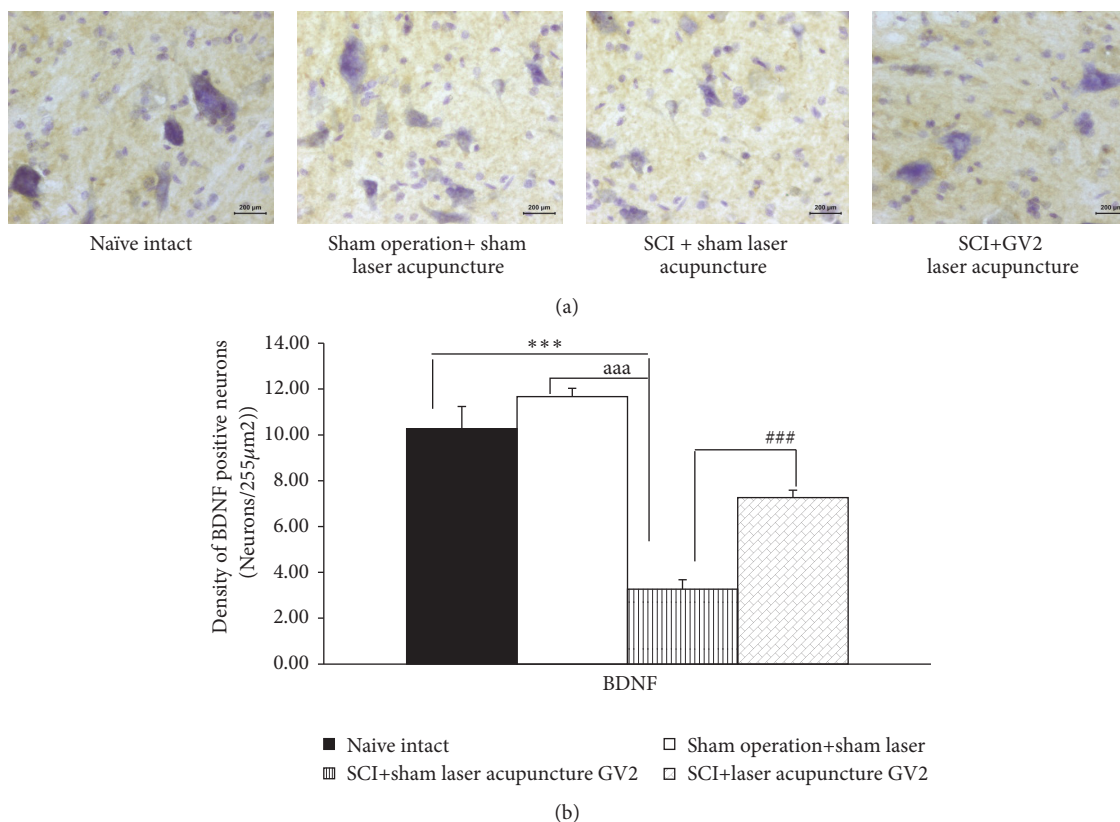 200 µm
200 µm
200 µm
200 µm
Naïve intact
Sham operation+ sham
laser acupuncture
SCI + sham laser
acupuncture
SCI+GV2
laser acupuncture
(a)
Density of BDNF positive neurons
(Neurons/255µm2))
14.00
12.00
10.00
8.00
6.00
4.00
2.00
0.00
***
aaa
###
BDNF
Naive intact
Sham operation+sham laser
SCI+sham laser acupuncture GV2
SCI+laser acupuncture GV2
(b)